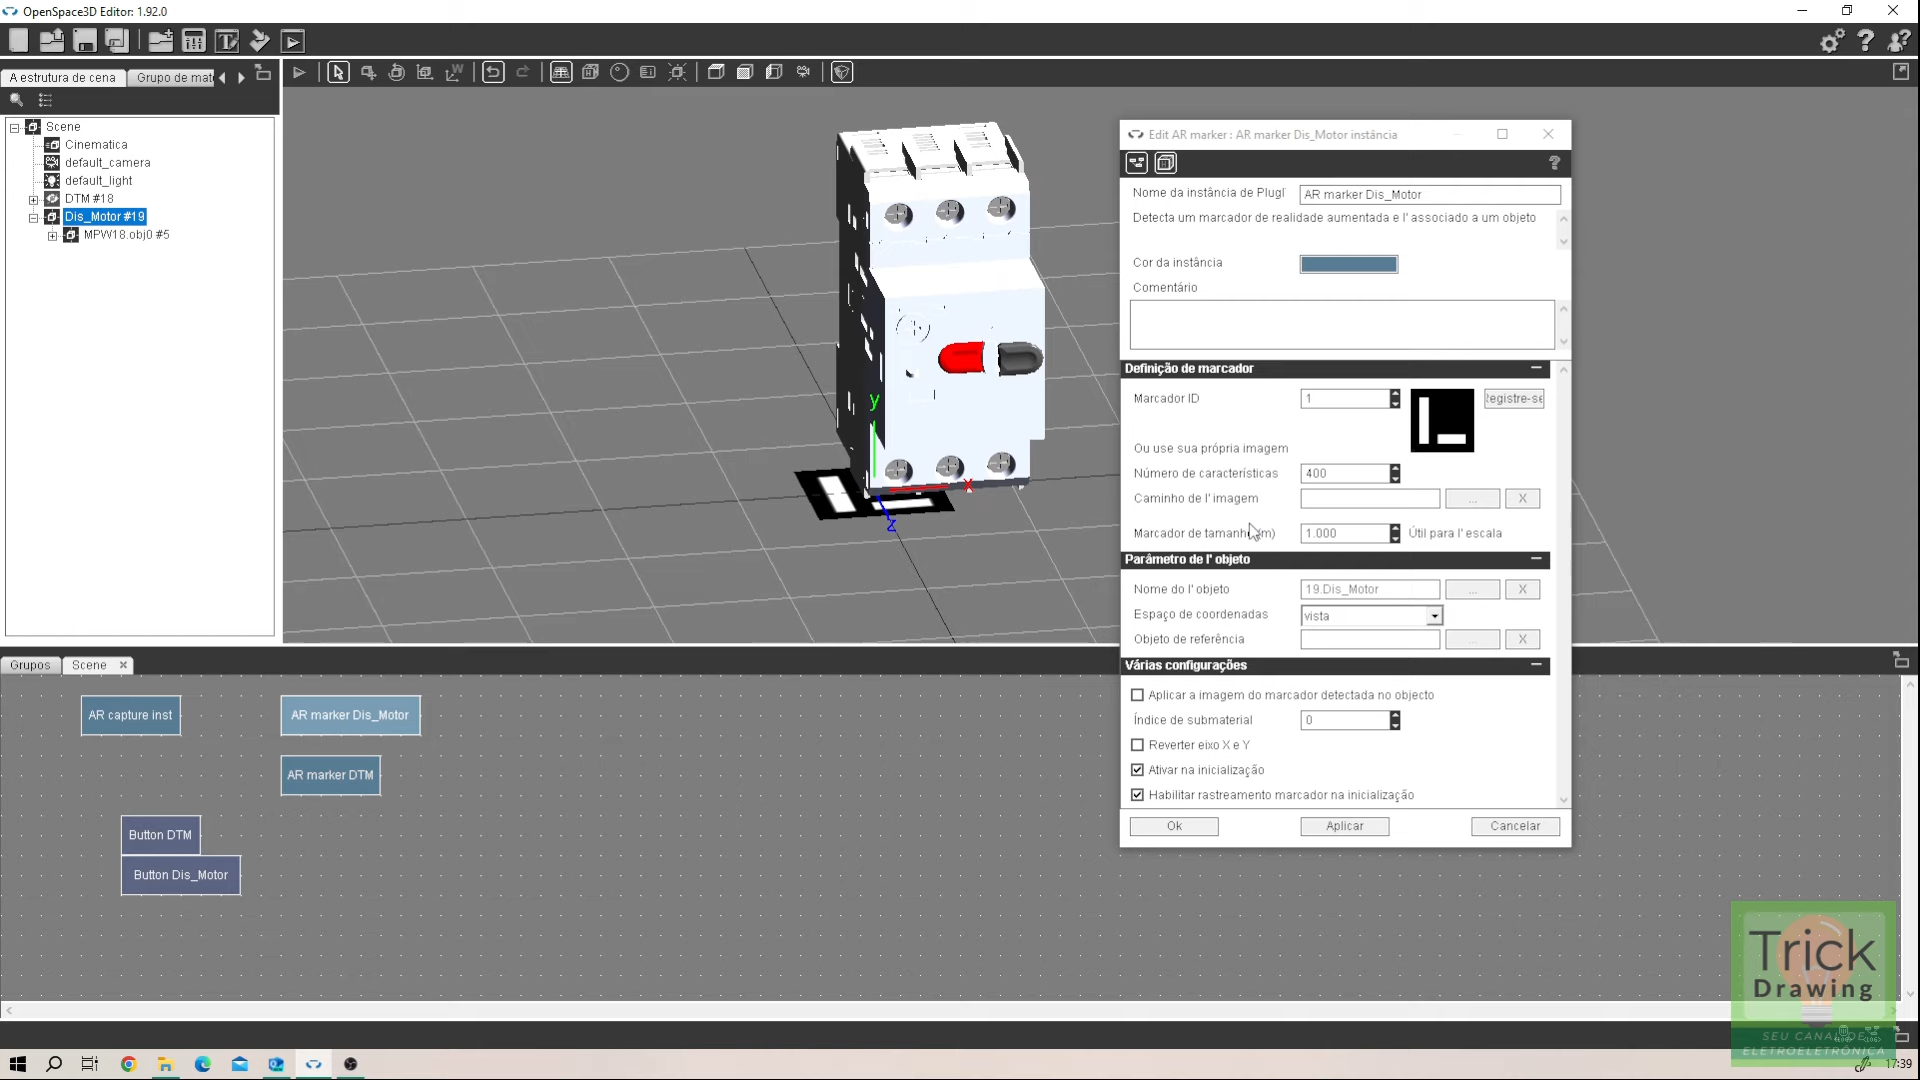 OpenSpace3D Editor: 1.92.0
A estrutura de cena
Grupo de mat
Scene
Cinematica
default_camera
default_light
DTM #18
Dis_Motor #19
MPW18.obj0 #5
y
x
z
Edit AR marker : AR marker Dis_Motor instância
Nome da instância de Plugi
AR marker Dis_Motor
Detecta um marcador de realidade aumentada e l' associado a um objeto
Cor da instância
Comentário
Definição de marcador
Marcador ID
1
Registre-se
Ou use sua própria imagem
Número de características
400
Caminho de l' imagem
...
X
Marcador de tamanho (m)
1.000
Útil para l' escala
Parâmetro de l' objeto
Nome do l' objeto
19.Dis_Motor
...
X
Espaço de coordenadas
vista
Objeto de referência
...
X
Várias configurações
Aplicar a imagem do marcador detectada no objecto
Índice de submaterial
0
Reverter eixo X e Y
Ativar na inicialização
Habilitar rastreamento marcador na inicialização
Ok
Aplicar
Cancelar
Grupos
Scene
AR capture inst
AR marker Dis_Motor
AR marker DTM
Button DTM
Button Dis_Motor
Trick
Drawing
SEU CANAL DE
ELETROELETRÔNICA
17:39